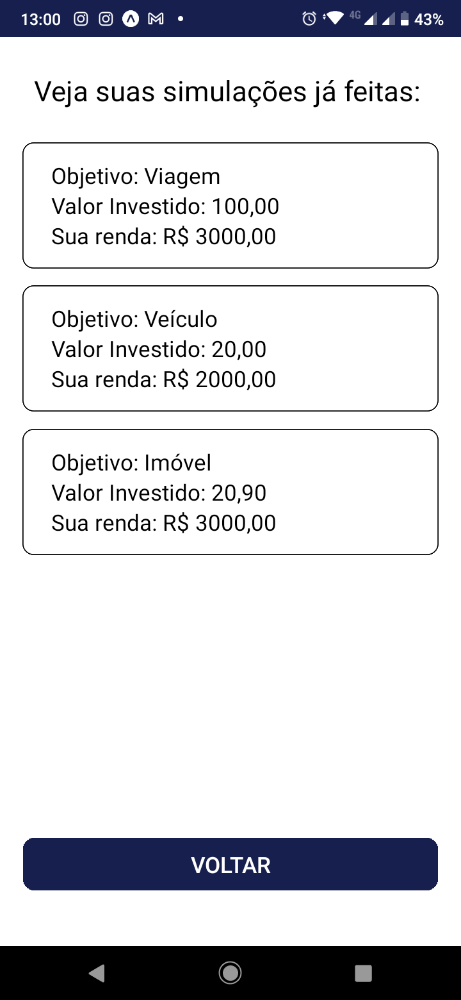 13:00 4G 43%
Veja suas simulações já feitas:
Objetivo: Viagem
Valor Investido: 100,00
Sua renda: R$ 3000,00
Objetivo: Veículo
Valor Investido: 20,00
Sua renda: R$ 2000,00
Objetivo: Imóvel
Valor Investido: 20,90
Sua renda: R$ 3000,00
VOLTAR